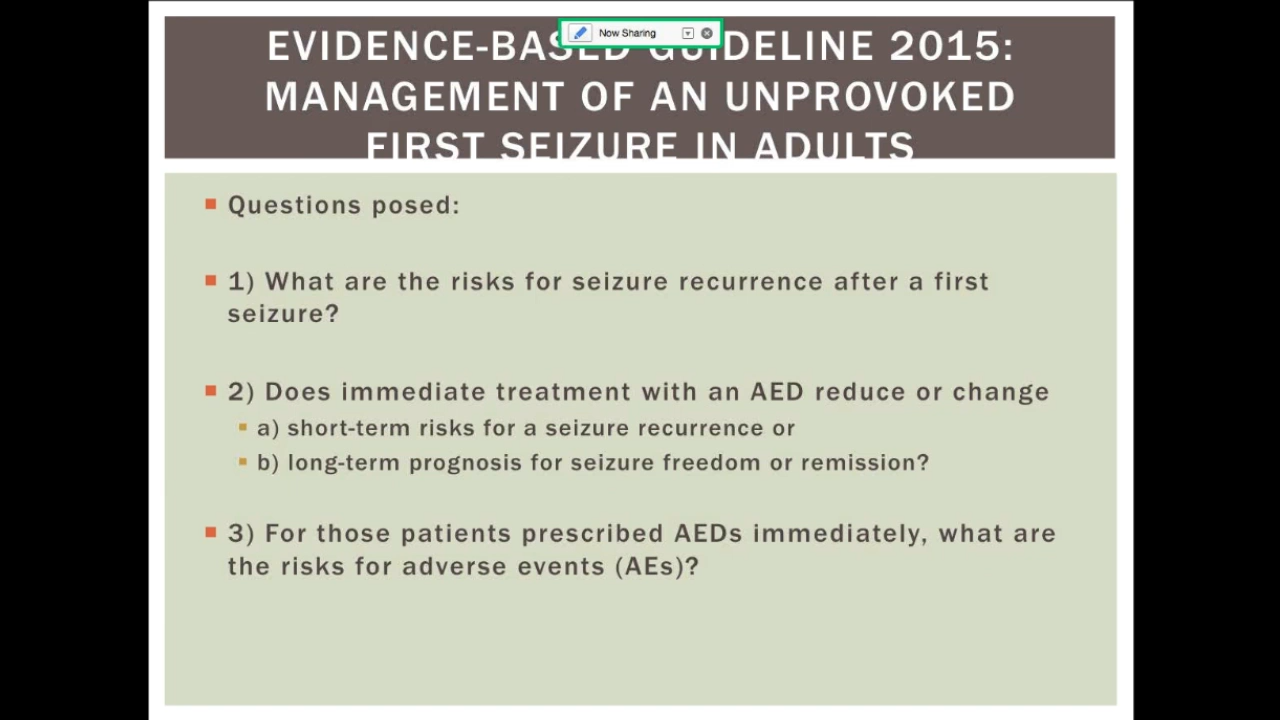 Now Sharing
EVIDENCE-BASED GUIDELINE 2015:
MANAGEMENT OF AN UNPROVOKED
FIRST SEIZURE IN ADULTS
Questions posed:
1) What are the risks for seizure recurrence after a first
seizure?
2) Does immediate treatment with an AED reduce or change
a) short-term risks for a seizure recurrence or
b) long-term prognosis for seizure freedom or remission?
3) For those patients prescribed AEDs immediately, what are
the risks for adverse events (AEs)?